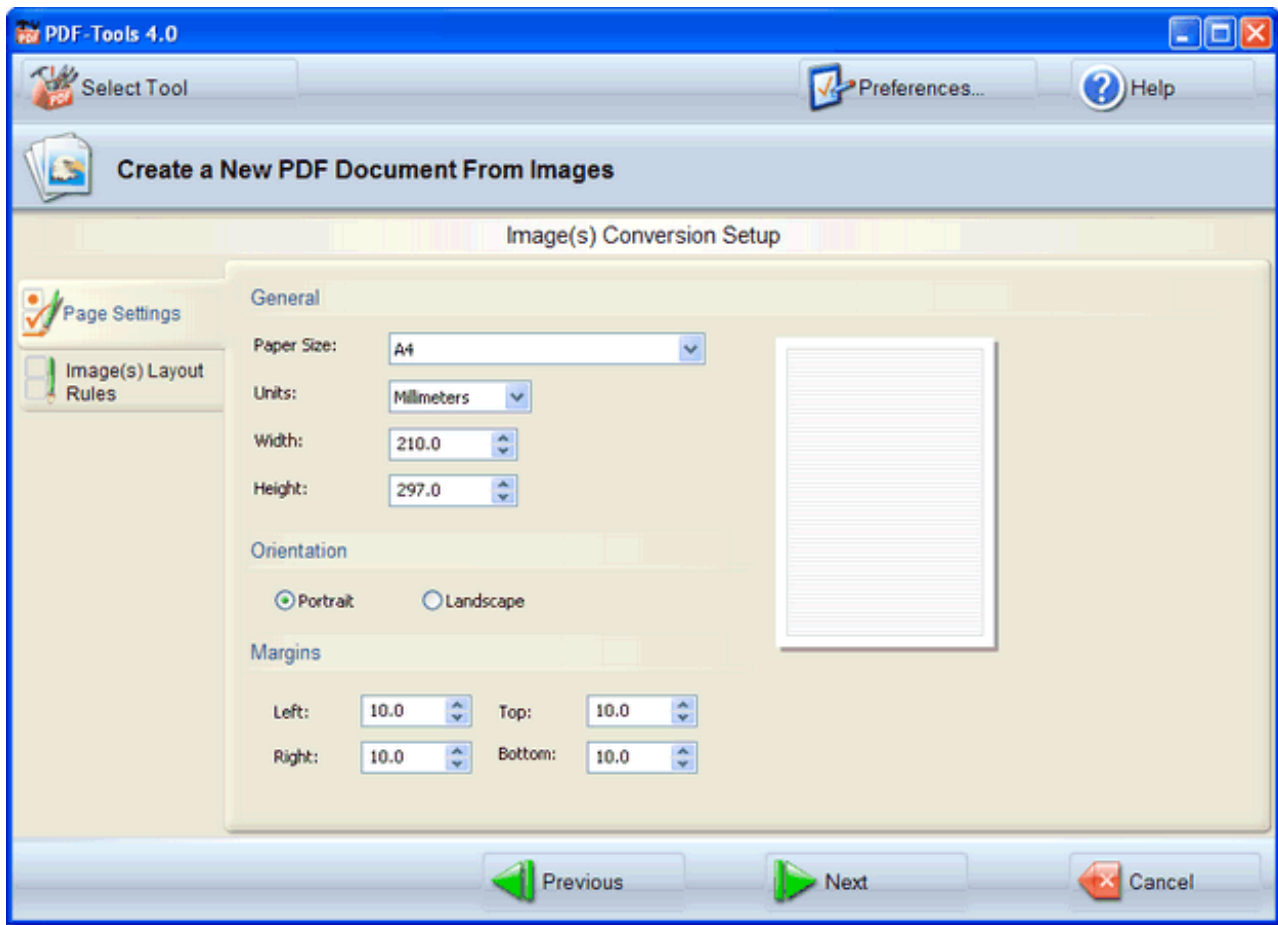 PDF-Tools 4.0
Select Tool
Preferences...
Help
Create a New PDF Document From Images
Image(s) Conversion Setup
Page Settings
Image(s) Layout
Rules
General
Paper Size: A4
Units: Millimeters
Width: 210.0
Height: 297.0
Orientation
Portrait Landscape
Margins
Left: 10.0 Top: 10.0
Right: 10.0 Bottom: 10.0
Previous Next Cancel